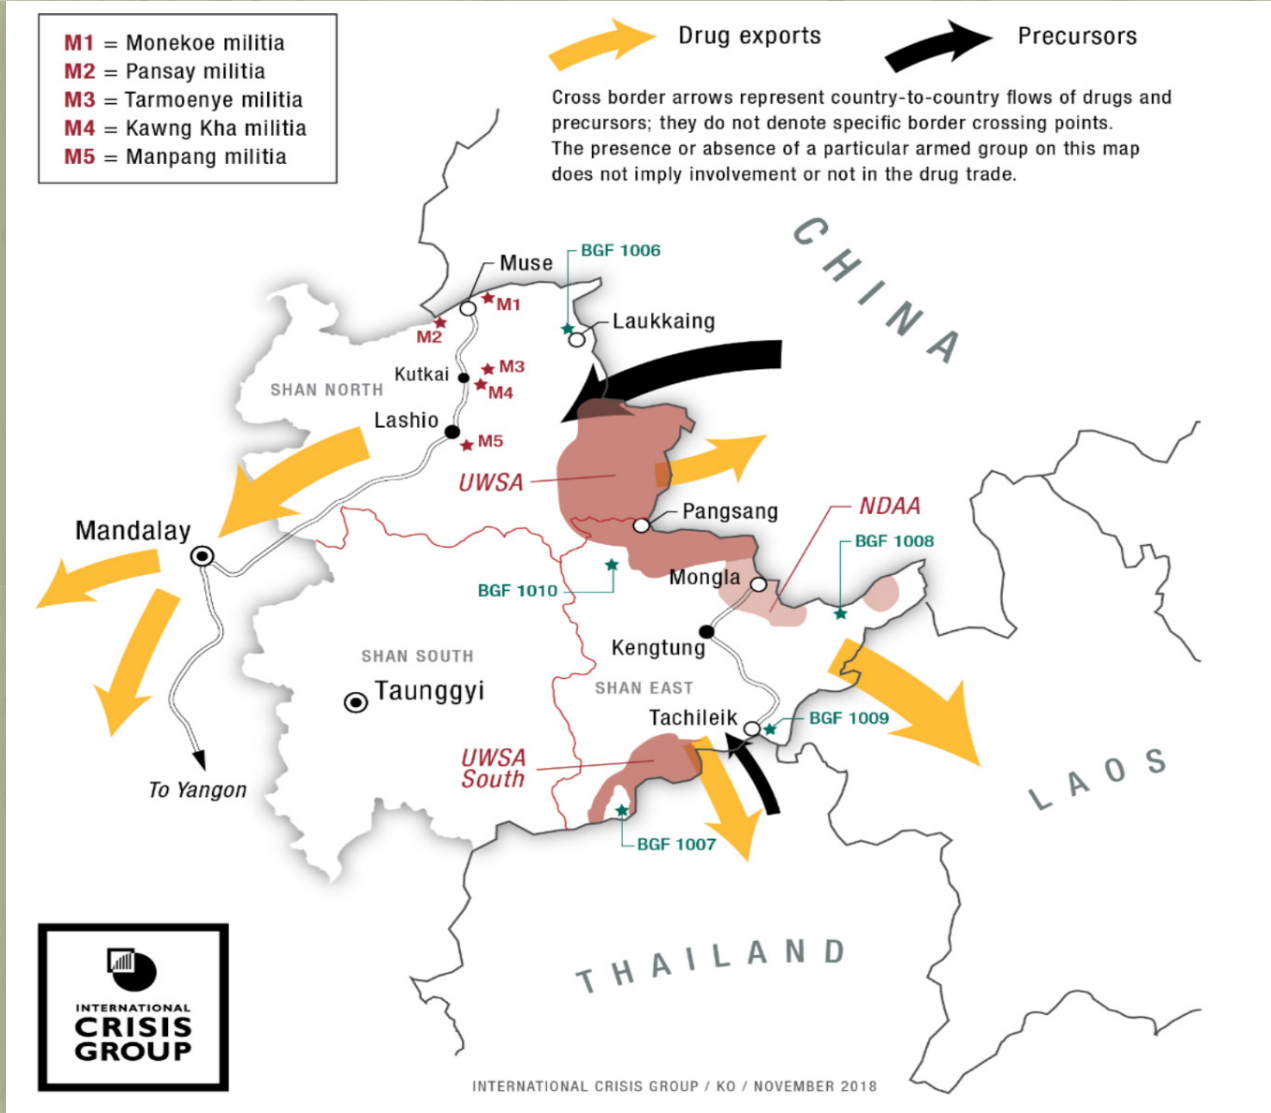 M1 = Monekoe militia
M2 = Pansay militia
M3 = Tarmoenye militia
M4 = Kawng Kha militia
M5 = Manpang militia
Drug exports
Precursors
Cross border arrows represent country-to-country flows of drugs and
precursors; they do not denote specific border crossing points.
The presence or absence of a particular armed group on this map
does not imply involvement or not in the drug trade.
CHINA
BGF 1006
Muse
M1
Laukkaing
M2
M3
Kutkai
SHAN NORTH
M4
Lashio
M5
UWSA
Pangsang
NDAA
Mandalay
BGF 1008
Mongla
BGF 1010
Kengtung
SHAN SOUTH
SHAN EAST
Taunggyi
Tachileik
BGF 1009
UWSA
South
LAOS
To Yangon
BGF 1007
THAILAND
INTERNATIONAL
CRISIS
GROUP
INTERNATIONAL CRISIS GROUP / KO / NOVEMBER 2018